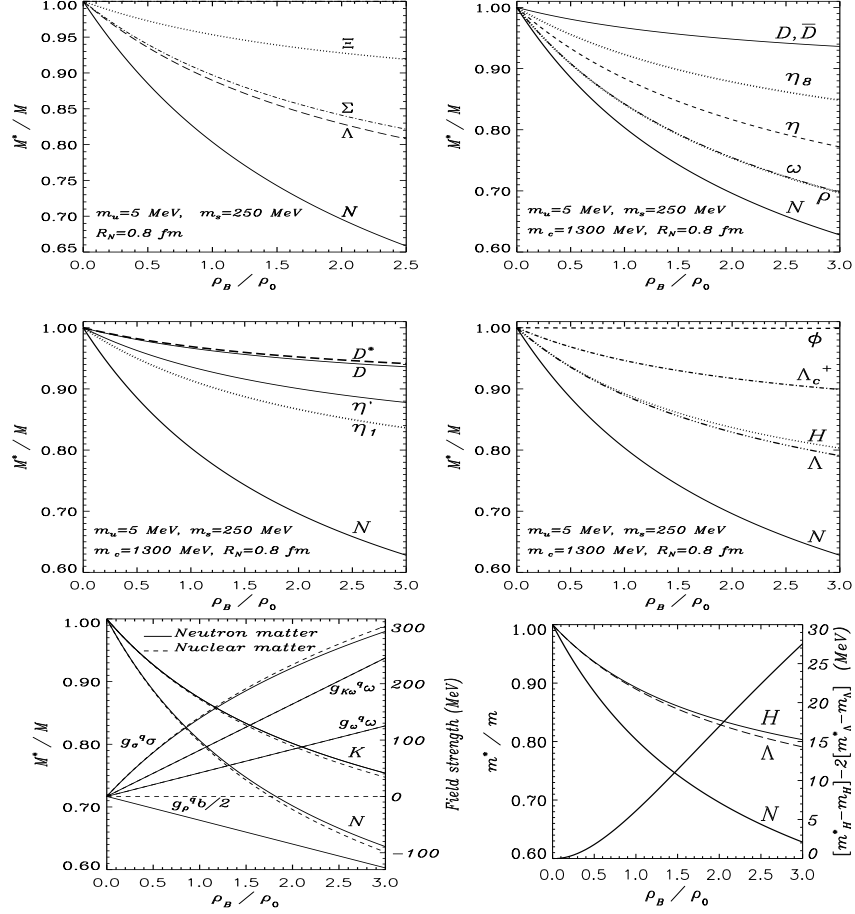 1.00
0.95
0.90
0.85
0.80
0.75
0.70
0.65
M* / M
Ξ
Σ
Λ
N
m_u=5 MeV, m_s=250 MeV
R_N=0.8 fm
0.0 0.5 1.0 1.5 2.0 2.5
ρ_B / ρ_0
1.00
0.90
0.80
0.70
0.60
M* / M
D, D̅
η_8
η
ω
ρ
N
m_u=5 MeV, m_s=250 MeV
m_c=1300 MeV, R_N=0.8 fm
0.0 0.5 1.0 1.5 2.0 2.5 3.0
ρ_B / ρ_0
1.00
0.90
0.80
0.70
0.60
M* / M
D*
D
η'
η_1
N
m_u=5 MeV, m_s=250 MeV
m_c=1300 MeV, R_N=0.8 fm
0.0 0.5 1.0 1.5 2.0 2.5 3.0
ρ_B / ρ_0
1.00
0.90
0.80
0.70
0.60
M* / M
ϕ
Λ_c^+
H
Λ
N
m_u=5 MeV, m_s=250 MeV
m_c=1300 MeV, R_N=0.8 fm
0.0 0.5 1.0 1.5 2.0 2.5 3.0
ρ_B / ρ_0
1.00
0.90
0.80
0.70
0.60
M* / M
Neutron matter
Nuclear matter
g_σ^q σ
g_Kω^q ω
g_ω^q ω
K
g_ρ^q b/2
N
300
200
100
0
−100
Field strength (MeV)
0.0 0.5 1.0 1.5 2.0 2.5 3.0
ρ_B / ρ_0
1.00
0.90
0.80
0.70
0.60
m* / m
H
Λ
N
30
25
20
15
10
5
0
[m*_H−m_H]−2[m*_Λ−m_Λ] (MeV)
0.0 0.5 1.0 1.5 2.0 2.5 3.0
ρ_B / ρ_0